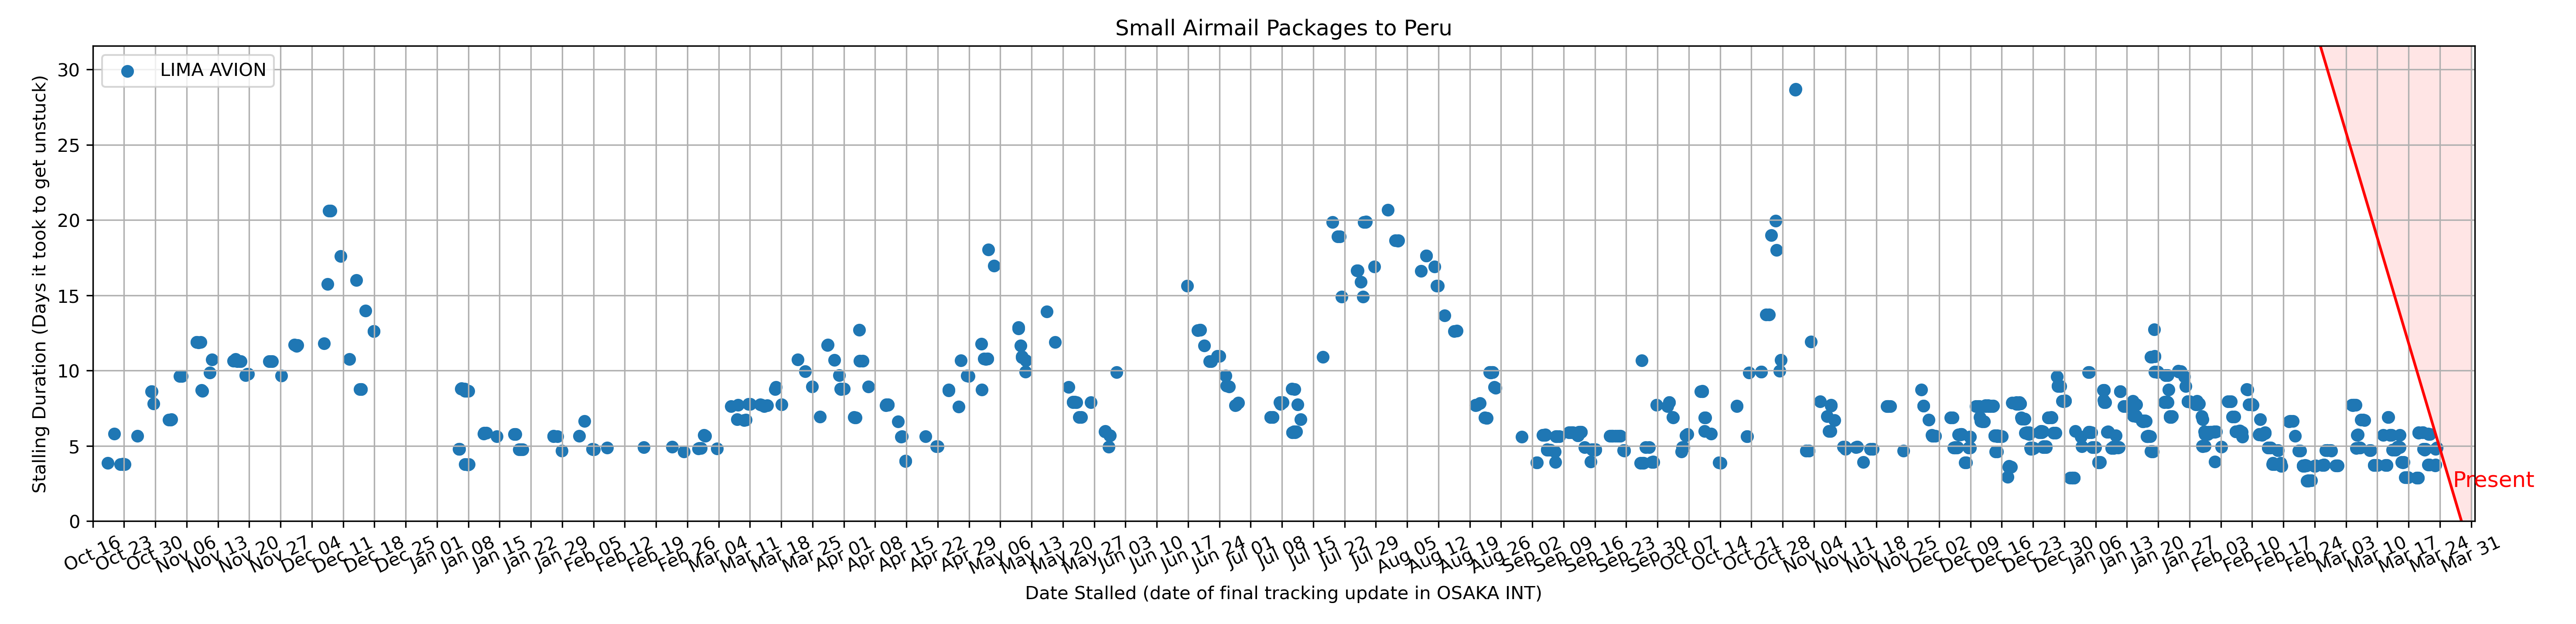 Small Airmail Packages to Peru
LIMA AVION
Stalling Duration (Days it took to get unstuck)
30
25
20
15
10
5
0
Present
Oct 16
Oct 23
Oct 30
Nov 06
Nov 13
Nov 20
Nov 27
Dec 04
Dec 11
Dec 18
Dec 25
Jan 01
Jan 08
Jan 15
Jan 22
Jan 29
Feb 05
Feb 12
Feb 19
Feb 26
Mar 04
Mar 11
Mar 18
Mar 25
Apr 01
Apr 08
Apr 15
Apr 22
Apr 29
May 06
May 13
May 20
May 27
Jun 03
Jun 10
Jun 17
Jun 24
Jul 01
Jul 08
Jul 15
Jul 22
Jul 29
Aug 05
Aug 12
Aug 19
Aug 26
Sep 02
Sep 09
Sep 16
Sep 23
Sep 30
Oct 07
Oct 14
Oct 21
Oct 28
Nov 04
Nov 11
Nov 18
Nov 25
Dec 02
Dec 09
Dec 16
Dec 23
Dec 30
Jan 06
Jan 13
Jan 20
Jan 27
Feb 03
Feb 10
Feb 17
Feb 24
Mar 03
Mar 10
Mar 17
Mar 24
Mar 31
Date Stalled (date of final tracking update in OSAKA INT)